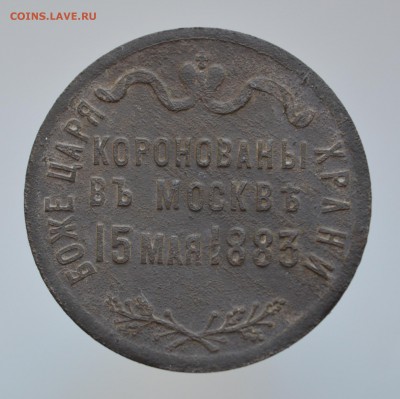 COINS.LAVE.RU
БОЖЕ ЦАРЯ ХРАНИ
КОРОНОВАНЫ
ВЪ МОСКВѢ
15 МАЯ 1883